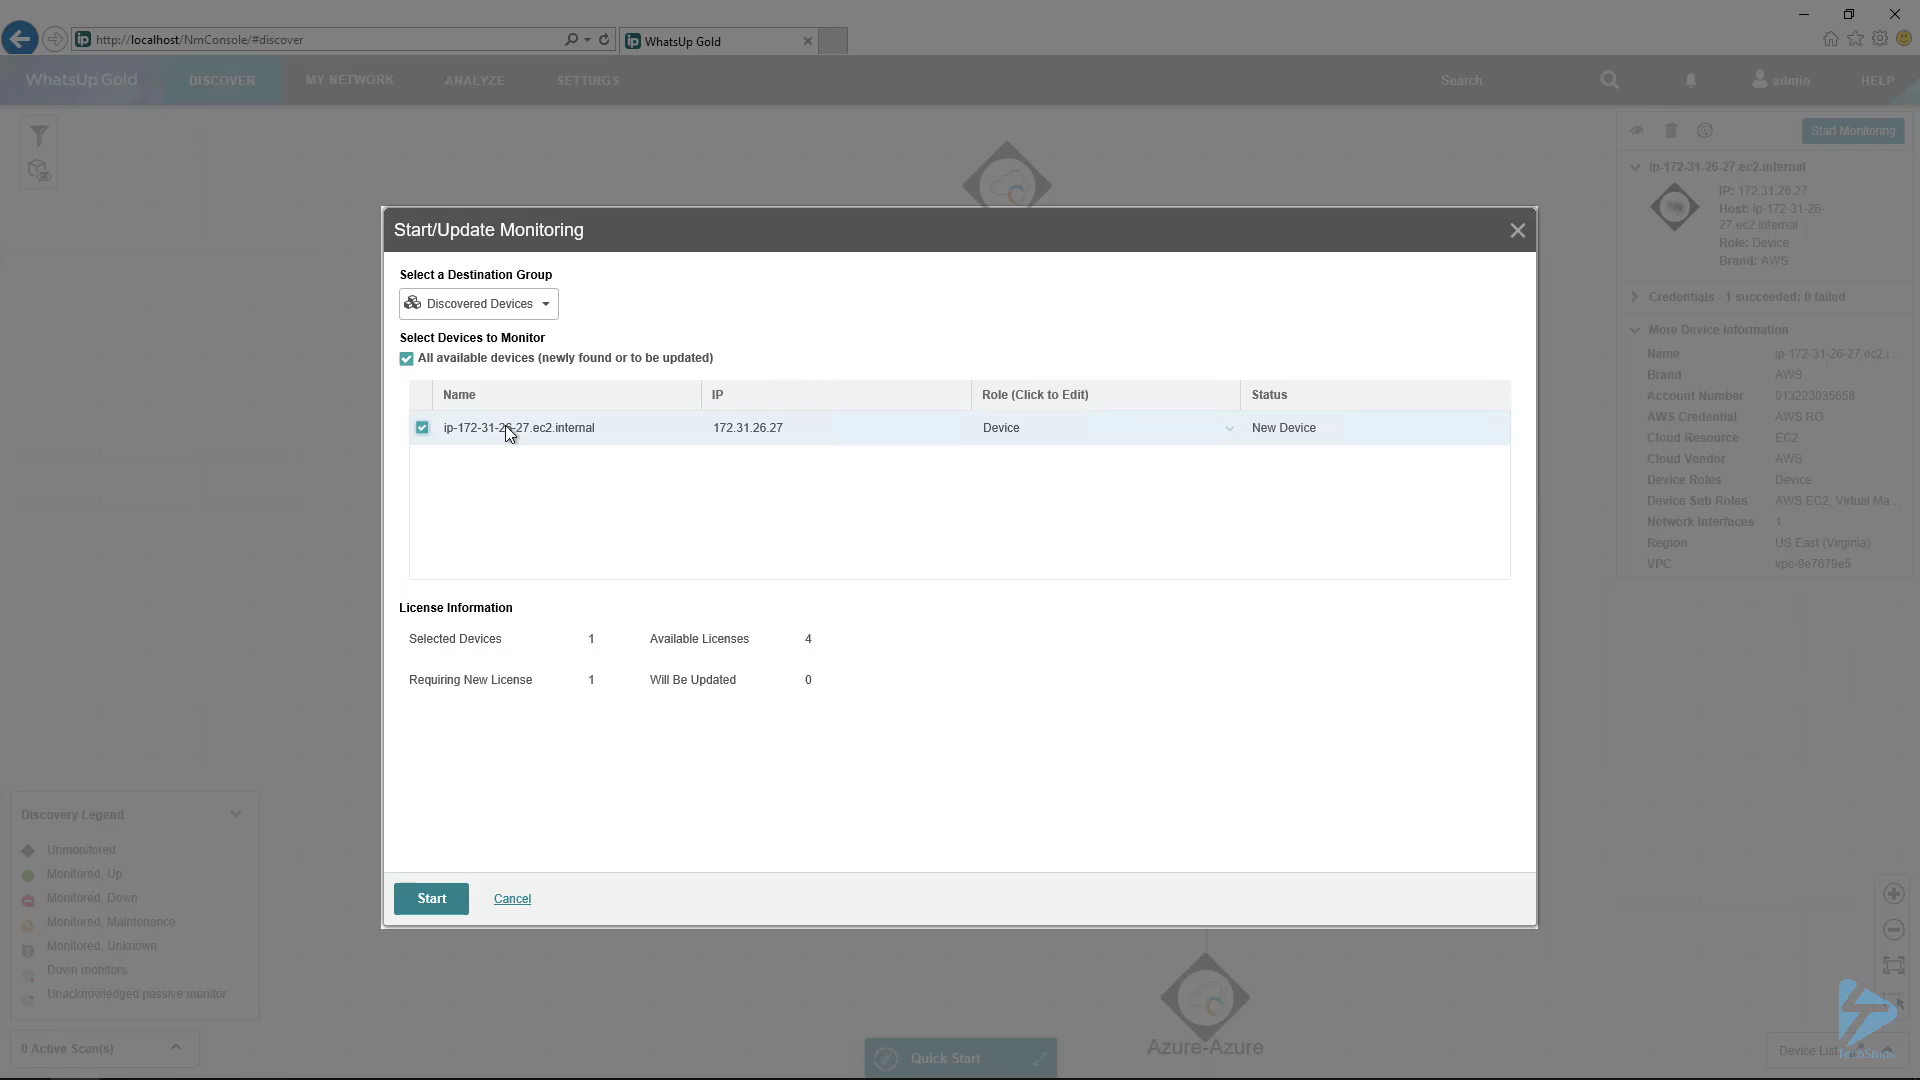 http://localhost/NmConsole/#discover
WhatsUp Gold
WhatsUp Gold
DISCOVER
MY NETWORK
ANALYZE
SETTINGS
Search
admin
HELP
Start Monitoring
ip-172-31-26-27.ec2.internal
IP: 172.31.26.27
Host: ip-172-31-26-
27.ec2.internal
Role: Device
Brand: AWS
Credentials - 1 succeeded; 0 failed
More Device Information
Name ip-172-31-26-27.ec2.i...
Brand AWS
Account Number 013223035658
AWS Credential AWS RO
Cloud Resource EC2
Cloud Vendor AWS
Device Roles Device
Device Sub Roles AWS EC2, Virtual Ma...
Network Interfaces 1
Region US East (Virginia)
VPC vpc-9e7679e5
Start/Update Monitoring
Select a Destination Group
Discovered Devices
Select Devices to Monitor
All available devices (newly found or to be updated)
Name IP Role (Click to Edit) Status
ip-172-31-26-27.ec2.internal 172.31.26.27 Device New Device
License Information
Selected Devices 1 Available Licenses 4
Requiring New License 1 Will Be Updated 0
Start
Cancel
Discovery Legend
Unmonitored
Monitored, Up
Monitored, Down
Monitored, Maintenance
Monitored, Unknown
Down monitors
Unacknowledged passive monitor
0 Active Scan(s)
Quick Start
Azure-Azure
Device List
TechSnips